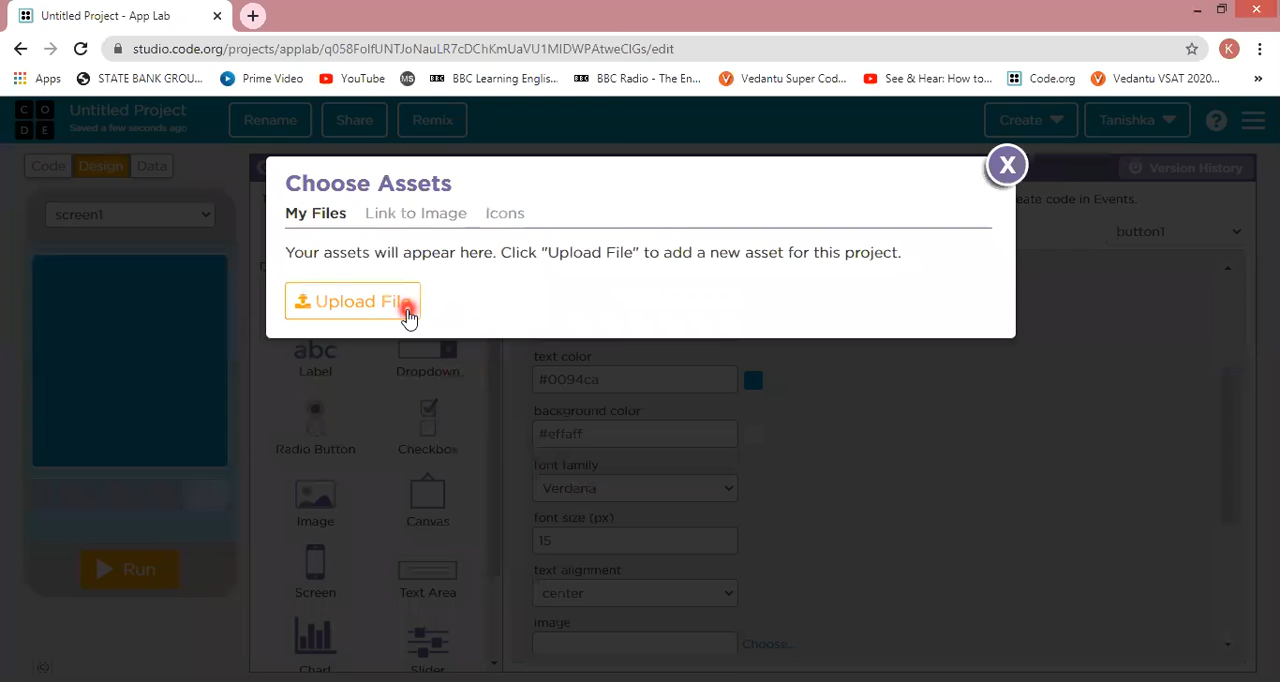 Untitled Project - App Lab
studio.code.org/projects/applab/q058FolfUNTJoNauLR7cDChKmUaVU1MIDWPAtweCIGs/edit
K
Apps
STATE BANK GROU...
Prime Video
YouTube
MS
BBC Learning Englis...
BBC Radio - The En...
Vedantu Super Cod...
See & Hear: How to...
Code.org
Vedantu VSAT 2020...
»
C O
D E
Untitled Project
Saved a few seconds ago
Rename
Share
Remix
Create
Tanishka
?
Code
Design
Data
Version History
Choose Assets
X
My Files
Link to Image
Icons
eate code in Events.
screen1
button1
Your assets will appear here. Click "Upload File" to add a new asset for this project.
Upload Fil
abc
Label
Dropdown
text color
#0094ca
background color
#effaff
Radio Button
Checkbox
font family
Verdana
font size (px)
15
Image
Canvas
text alignment
center
Run
Screen
Text Area
image
Choose...
Chart
Slider